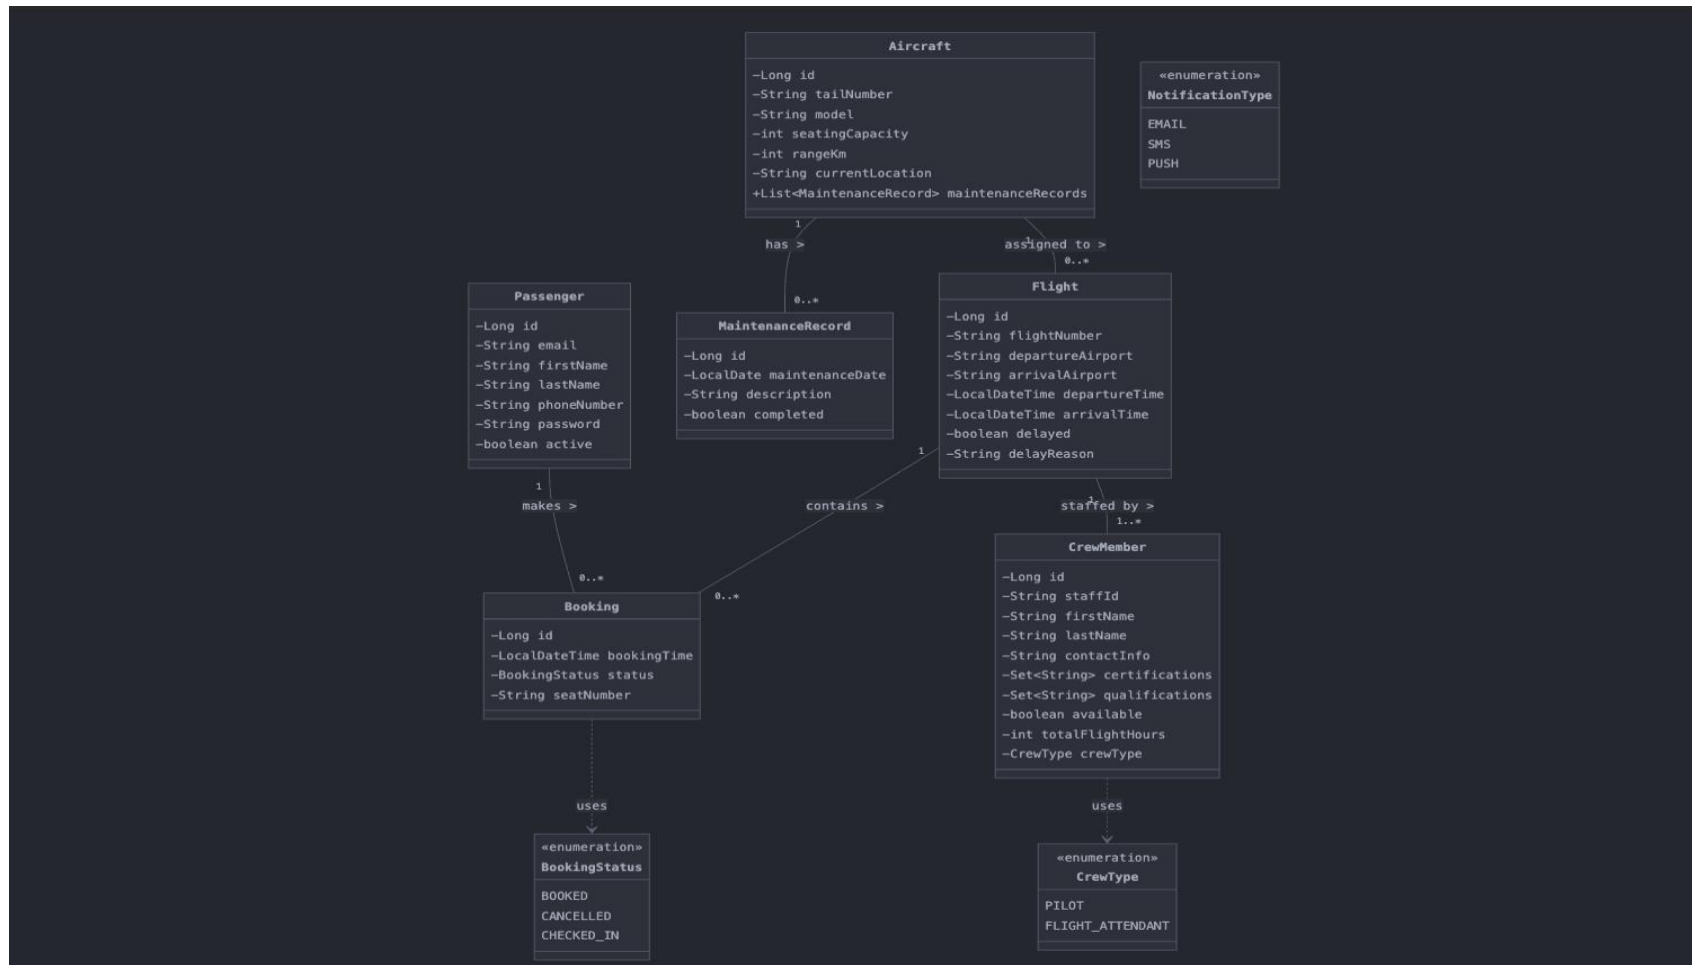 Aircraft
-Long id
-String tailNumber
-String model
-int seatingCapacity
-int rangeKm
-String currentLocation
+List<MaintenanceRecord> maintenanceRecords
«enumeration»
NotificationType
EMAIL
SMS
PUSH
1
has >
0..*
1
assigned to >
0..*
Passenger
-Long id
-String email
-String firstName
-String lastName
-String phoneNumber
-String password
-boolean active
MaintenanceRecord
-Long id
-LocalDate maintenanceDate
-String description
-boolean completed
Flight
-Long id
-String flightNumber
-String departureAirport
-String arrivalAirport
-LocalDateTime departureTime
-LocalDateTime arrivalTime
-boolean delayed
-String delayReason
1
makes >
0..*
1
contains >
0..*
1
staffed by >
1..*
Booking
-Long id
-LocalDateTime bookingTime
-BookingStatus status
-String seatNumber
CrewMember
-Long id
-String staffId
-String firstName
-String lastName
-String contactInfo
-Set<String> certifications
-Set<String> qualifications
-boolean available
-int totalFlightHours
-CrewType crewType
uses
uses
«enumeration»
BookingStatus
BOOKED
CANCELLED
CHECKED_IN
«enumeration»
CrewType
PILOT
FLIGHT_ATTENDANT